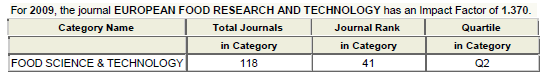 For 2009, the journal EUROPEAN FOOD RESEARCH AND TECHNOLOGY has an Impact Factor of 1.370.
Category Name Total Journals Journal Rank Quartile
in Category in Category in Category
FOOD SCIENCE & TECHNOLOGY 118 41 Q2